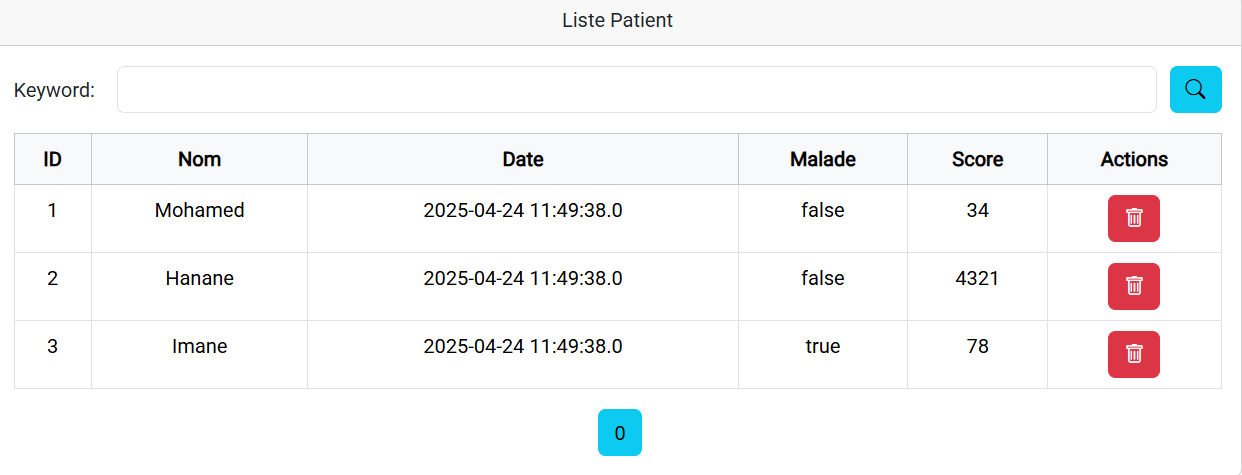 Liste Patient
Keyword:
ID Nom Date Malade Score Actions
1 Mohamed 2025-04-24 11:49:38.0 false 34
2 Hanane 2025-04-24 11:49:38.0 false 4321
3 Imane 2025-04-24 11:49:38.0 true 78
0